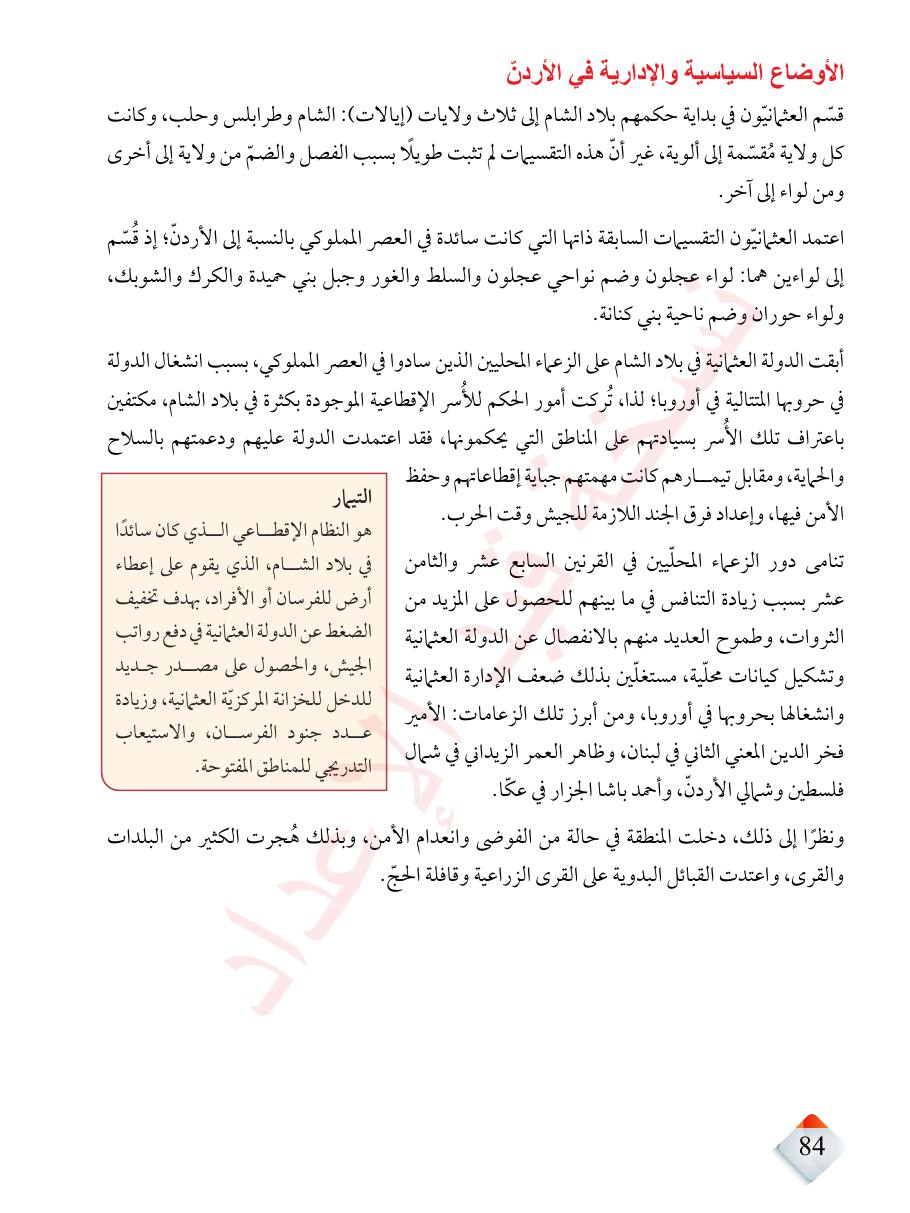 الأوضاع السياسية والإدارية في الأردنّ
قسّم العثمانيّون في بداية حكمهم بلاد الشام إلى ثلاث ولايات (إيالات): الشام وطرابلس وحلب، وكانت
كل ولاية مُقسّمة إلى ألوية، غير أنّ هذه التقسيمات لم تثبت طويلًا بسبب الفصل والضمّ من ولاية إلى أخرى
ومن لواء إلى آخر.
اعتمد العثمانيّون التقسيمات السابقة ذاتها التي كانت سائدة في العصر المملوكي بالنسبة إلى الأردنّ؛ إذ قُسّم
إلى لواءين هما: لواء عجلون وضم نواحي عجلون والسلط والغور وجبل بني حميدة والكرك والشوبك،
ولواء حوران وضم ناحية بني كنانة.
أبقت الدولة العثمانية في بلاد الشام على الزعماء المحليين الذين سادوا في العصر المملوكي، بسبب انشغال الدولة
في حروبها المتتالية في أوروبا؛ لذا، تُركت أمور الحكم للأُسر الإقطاعية الموجودة بكثرة في بلاد الشام، مكتفين
باعتراف تلك الأُسر بسيادتهم على المناطق التي يحكمونها، فقد اعتمدت الدولة عليهم ودعمتهم بالسلاح
والحماية، ومقابل تيمـــارهم كانت مهمتهم جباية إقطاعاتهم وحفظ
الأمن فيها، وإعداد فرق الجند اللازمة للجيش وقت الحرب.
تنامى دور الزعماء المحلّيين في القرنين السابع عشر والثامن
عشر بسبب زيادة التنافس في ما بينهم للحصول على المزيد من
الثروات، وطموح العديد منهم بالانفصال عن الدولة العثمانية
وتشكيل كيانات محلّية، مستغلّين بذلك ضعف الإدارة العثمانية
وانشغالها بحروبها في أوروبا، ومن أبرز تلك الزعامات: الأمير
فخر الدين المعني الثاني في لبنان، وظاهر العمر الزيداني في شمال
فلسطين وشمالي الأردنّ، وأحمد باشا الجزار في عكّا.
التيمار
هو النظام الإقطـــاعي الـــذي كان سائدًا
في بلاد الشـــام، الذي يقوم على إعطاء
أرض للفرسان أو الأفراد، بهدف تخفيف
الضغط عن الدولة العثمانية في دفع رواتب
الجيش، والحصول على مصـــدر جـديد
للدخل للخزانة المركزيّة العثمانية، وزيادة
عـــدد جنود الفرســـان، والاستيعاب
التدريجي للمناطق المفتوحة.
ونظرًا إلى ذلك، دخلت المنطقة في حالة من الفوضى وانعدام الأمن، وبذلك هُجرت الكثير من البلدات
والقرى، واعتدت القبائل البدوية على القرى الزراعية وقافلة الحجّ.
نسخة قيد الإعداد
84